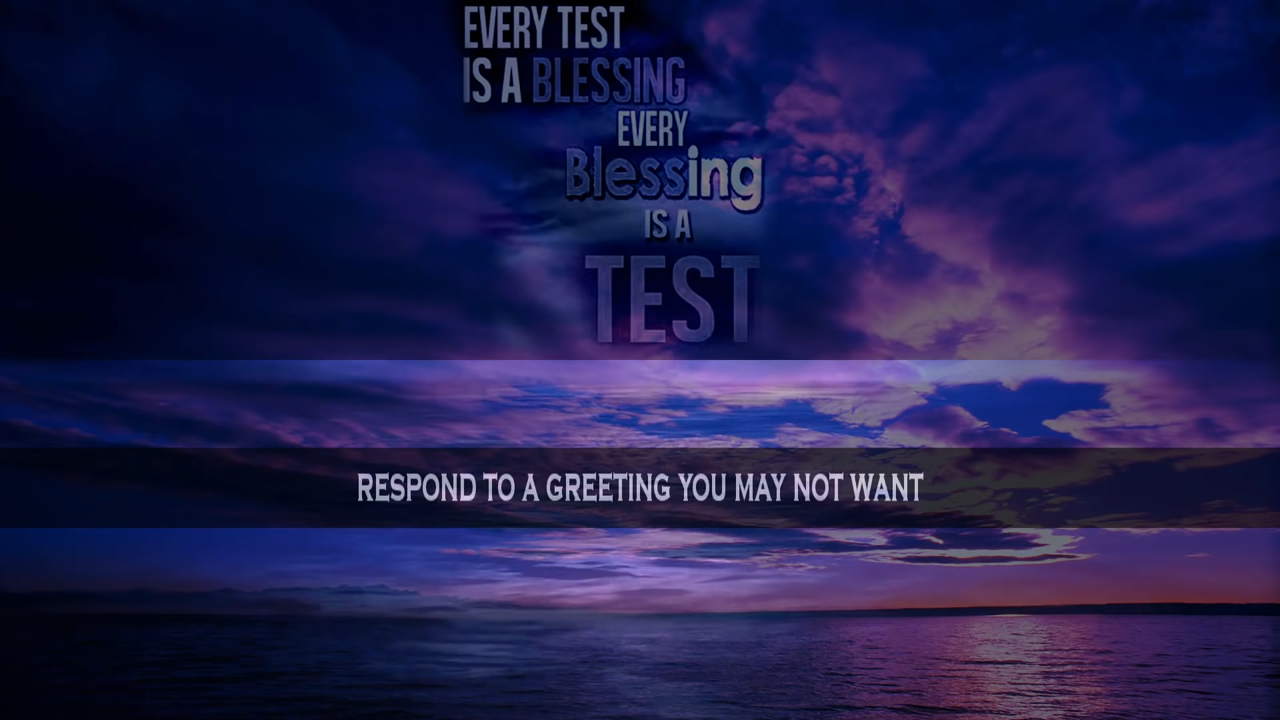 EVERY TEST
IS A BLESSING
EVERY
Blessing
IS A
TEST
RESPOND TO A GREETING YOU MAY NOT WANT